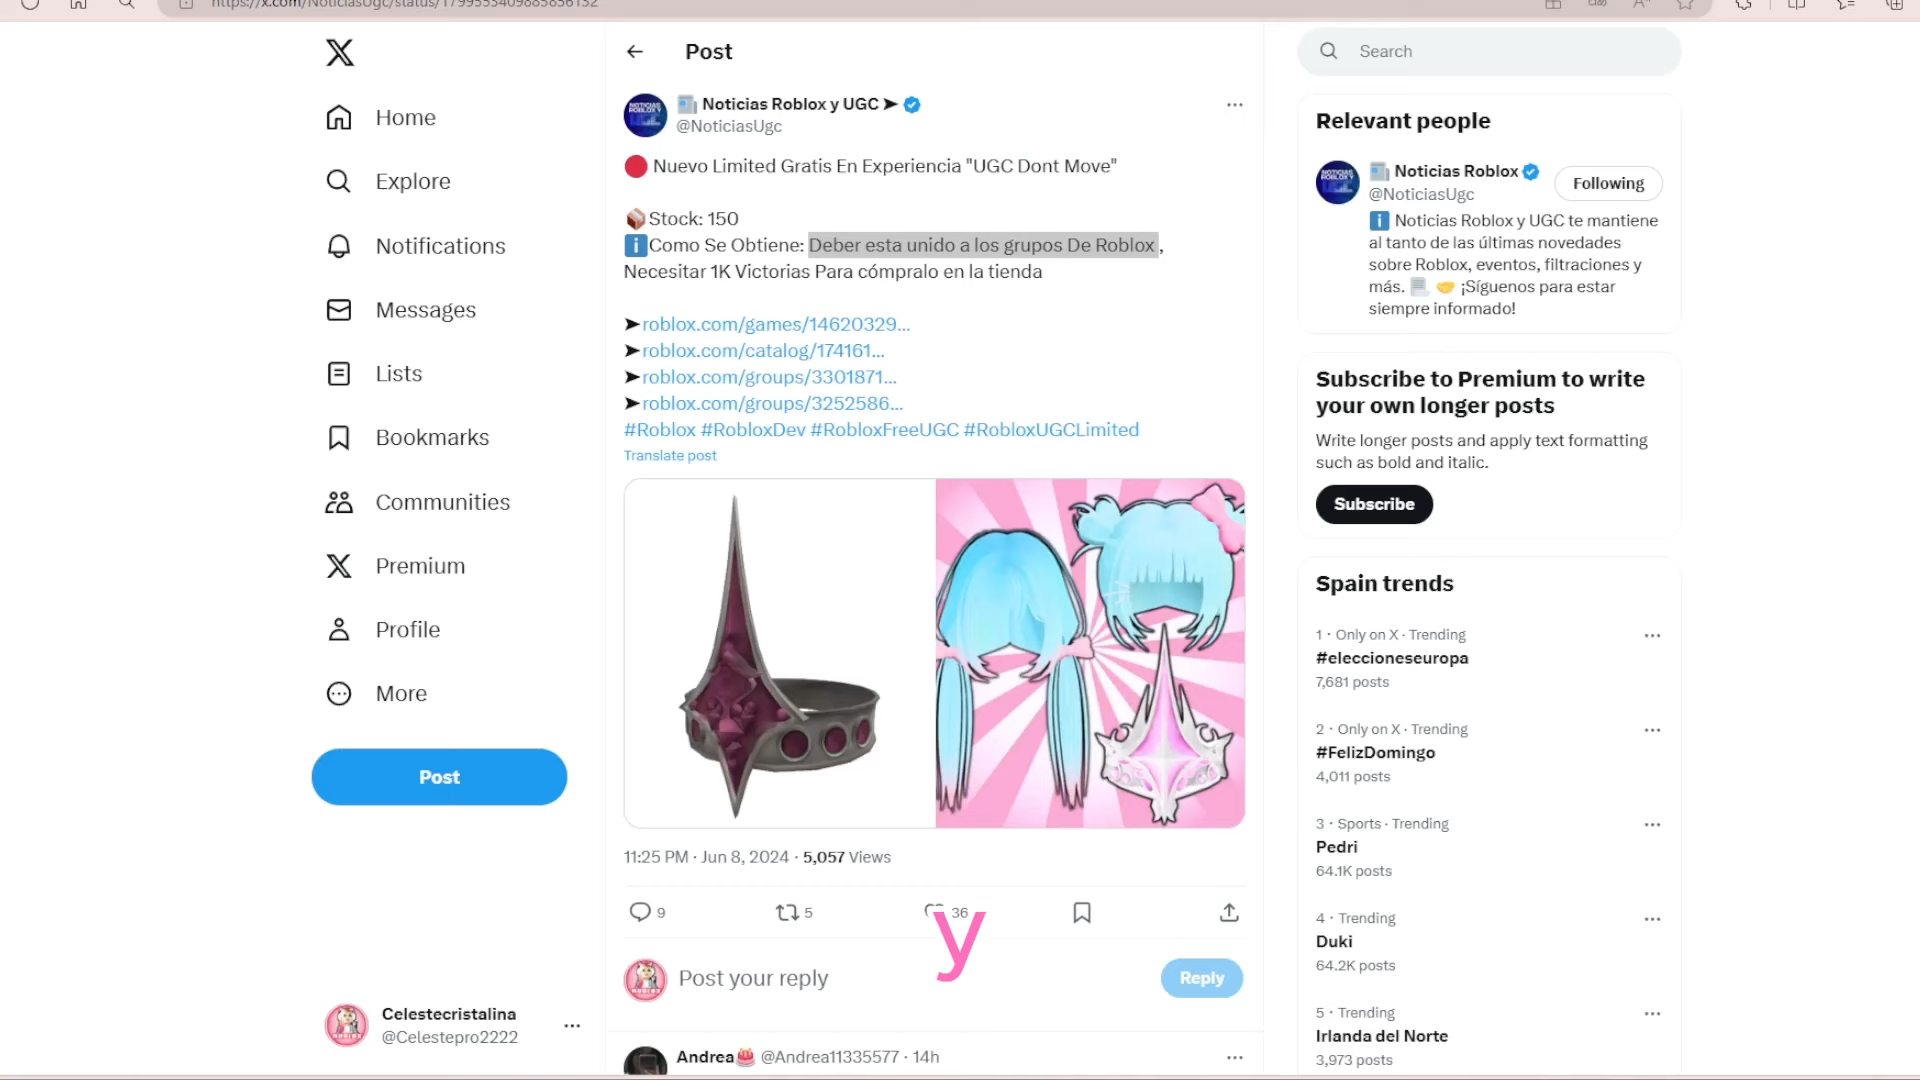 https://x.com/NoticiasUgc/status/1799553409885856132
Home
Explore
Notifications
Messages
Lists
Bookmarks
Communities
Premium
Profile
More
Post
Celestecristalina
@Celestepro2222
Post
Noticias Roblox y UGC ➤
@NoticiasUgc
🔴 Nuevo Limited Gratis En Experiencia "UGC Dont Move"
📦Stock: 150
ℹ️Como Se Obtiene: Deber esta unido a los grupos De Roblox ,
Necesitar 1K Victorias Para cómpralo en la tienda
➤roblox.com/games/14620329...
➤roblox.com/catalog/174161...
➤roblox.com/groups/3301871...
➤roblox.com/groups/3252586...
#Roblox #RobloxDev #RobloxFreeUGC #RobloxUGCLimited
Translate post
11:25 PM · Jun 8, 2024 · 5,057 Views
9 5 36
y
Post your reply
Reply
Andrea🎂 @Andrea11335577 · 14h
Search
Relevant people
Noticias Roblox
@NoticiasUgc
Following
ℹ️ Noticias Roblox y UGC te mantiene
al tanto de las últimas novedades
sobre Roblox, eventos, filtraciones y
más. 📃 🤝 ¡Síguenos para estar
siempre informado!
Subscribe to Premium to write
your own longer posts
Write longer posts and apply text formatting
such as bold and italic.
Subscribe
Spain trends
1 · Only on X · Trending
#eleccioneseuropa
7,681 posts
2 · Only on X · Trending
#FelizDomingo
4,011 posts
3 · Sports · Trending
Pedri
64.1K posts
4 · Trending
Duki
64.2K posts
5 · Trending
Irlanda del Norte
3,973 posts